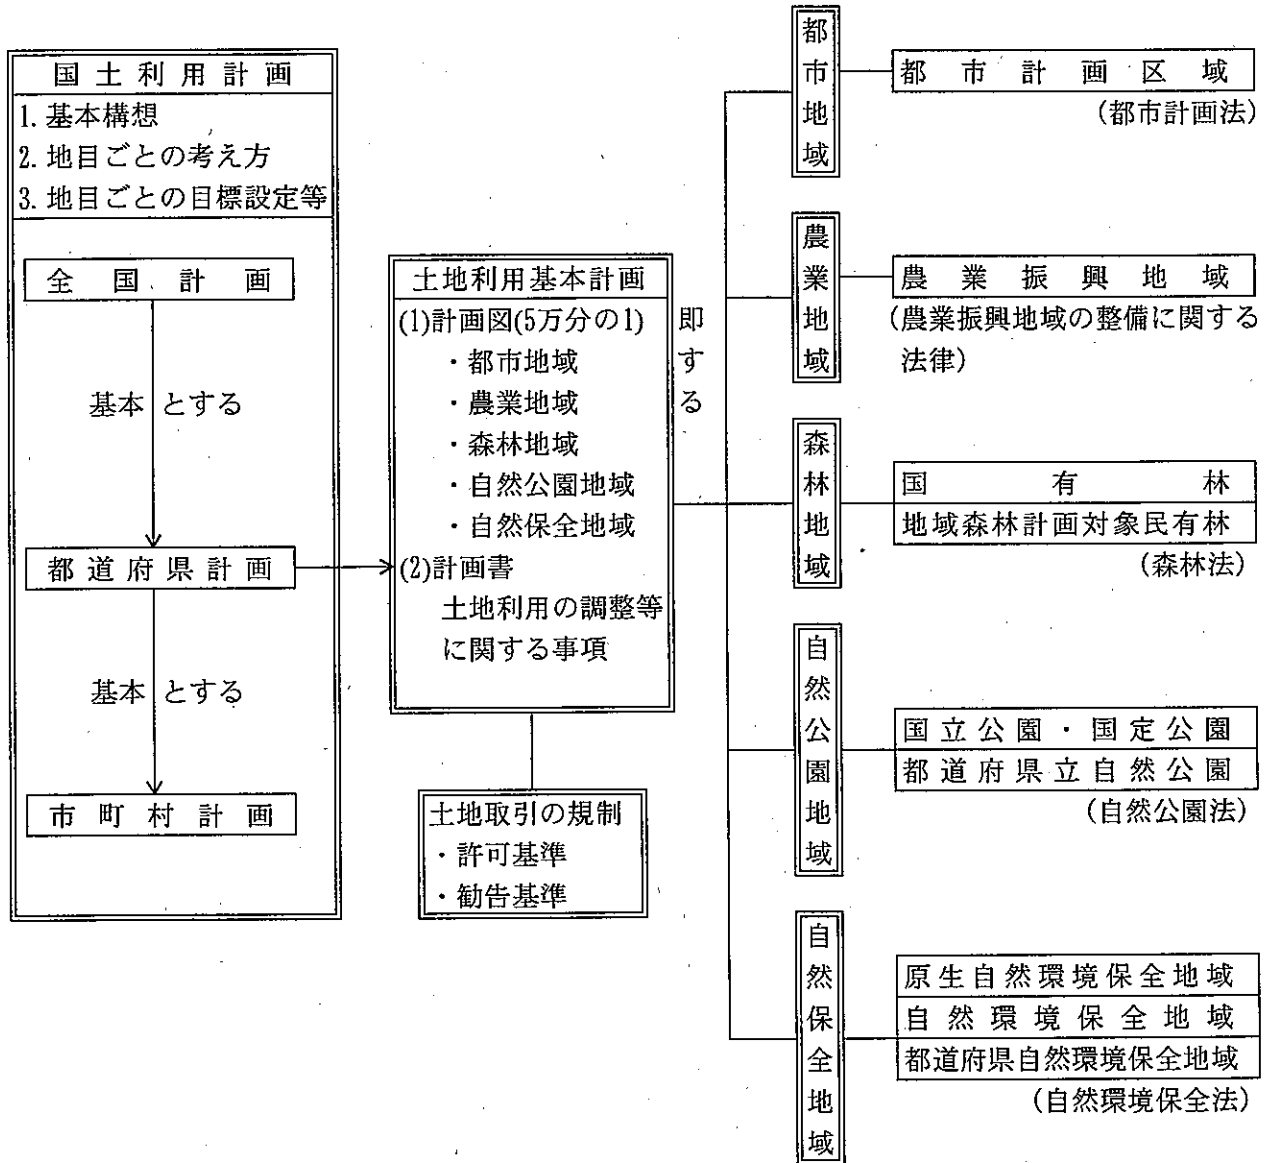 国土利用計画
1. 基本構想
2. 地目ごとの考え方
3. 地目ごとの目標設定等
全国計画
基本とする
都道府県計画
基本とする
市町村計画
土地利用基本計画
(1)計画図(5万分の1)
・都市地域
・農業地域
・森林地域
・自然公園地域
・自然保全地域
(2)計画書
土地利用の調整等
に関する事項
即する
土地取引の規制
・許可基準
・勧告基準
都市地域
都市計画区域
(都市計画法)
農業地域
農業振興地域
(農業振興地域の整備に関する
法律)
森林地域
国有林
地域森林計画対象民有林
(森林法)
自然公園地域
国立公園・国定公園
都道府県立自然公園
(自然公園法)
自然保全地域
原生自然環境保全地域
自然環境保全地域
都道府県自然環境保全地域
(自然環境保全法)